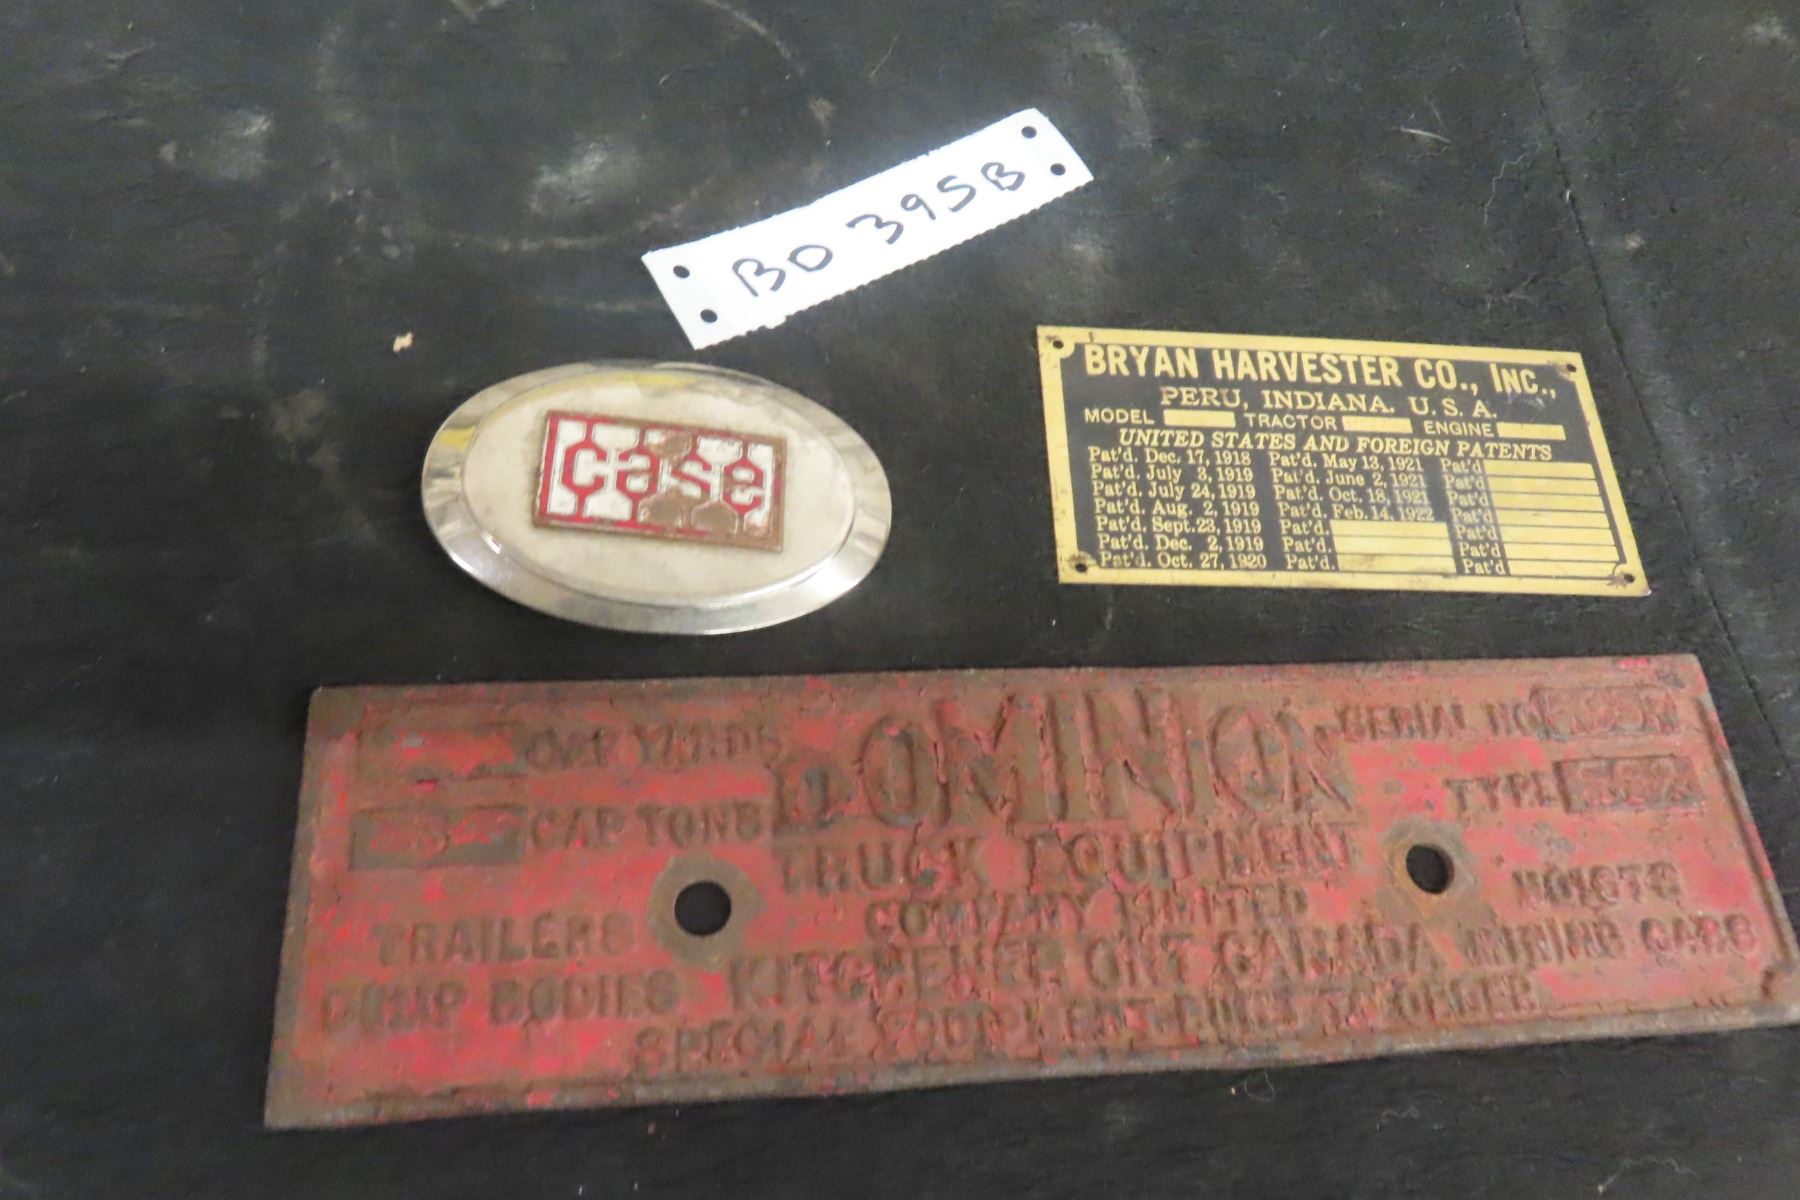 BO 395B
case
BRYAN HARVESTER CO., INC.,
PERU, INDIANA. U.S.A.
MODEL TRACTOR ENGINE
UNITED STATES AND FOREIGN PATENTS
Pat'd. Dec. 17, 1918 Pat'd. May 13, 1921 Pat'd
Pat'd. July 3, 1919 Pat'd. June 2, 1921 Pat'd
Pat'd. July 24, 1919 Pat'd. Oct. 18, 1921 Pat'd
Pat'd. Aug. 2, 1919 Pat'd. Feb. 14, 1922 Pat'd
Pat'd. Sept. 23, 1919 Pat'd. Pat'd
Pat'd. Dec. 2, 1919 Pat'd. Pat'd
Pat'd. Oct. 27, 1920 Pat'd. Pat'd
CAP YARDS DOMINION SERIAL NO
CAP TONS TYPE
TRUCK EQUIPMENT
COMPANY LIMITED
TRAILERS HOISTS
DUMP BODIES KITCHENER ONT CANADA MINING CARS
SPECIAL EQUIPMENT BUILT TO ORDER